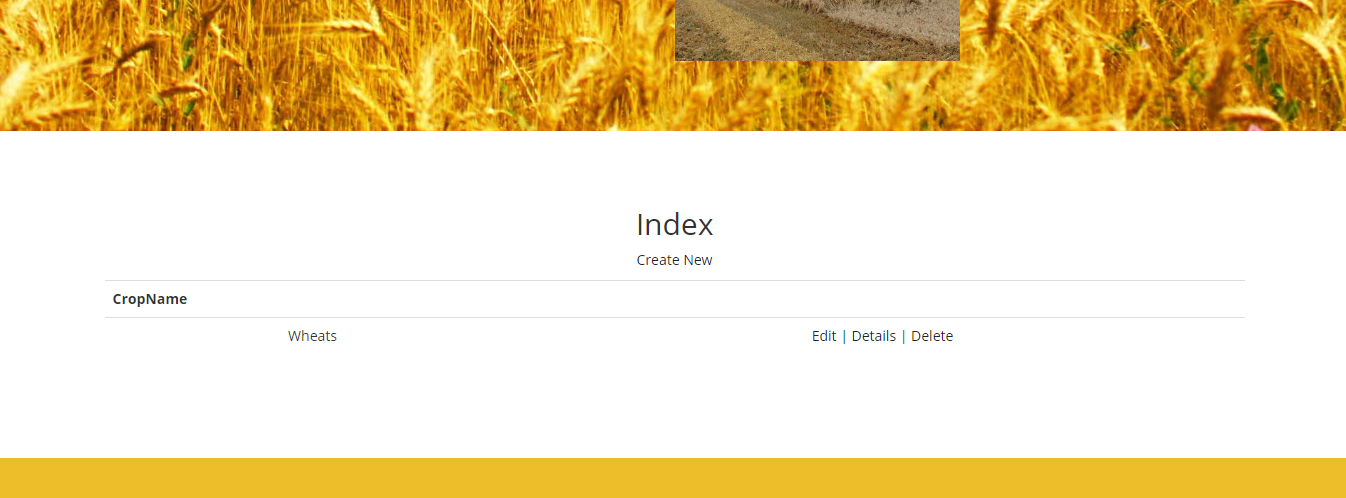 Index
Create New
CropName
Wheats Edit | Details | Delete